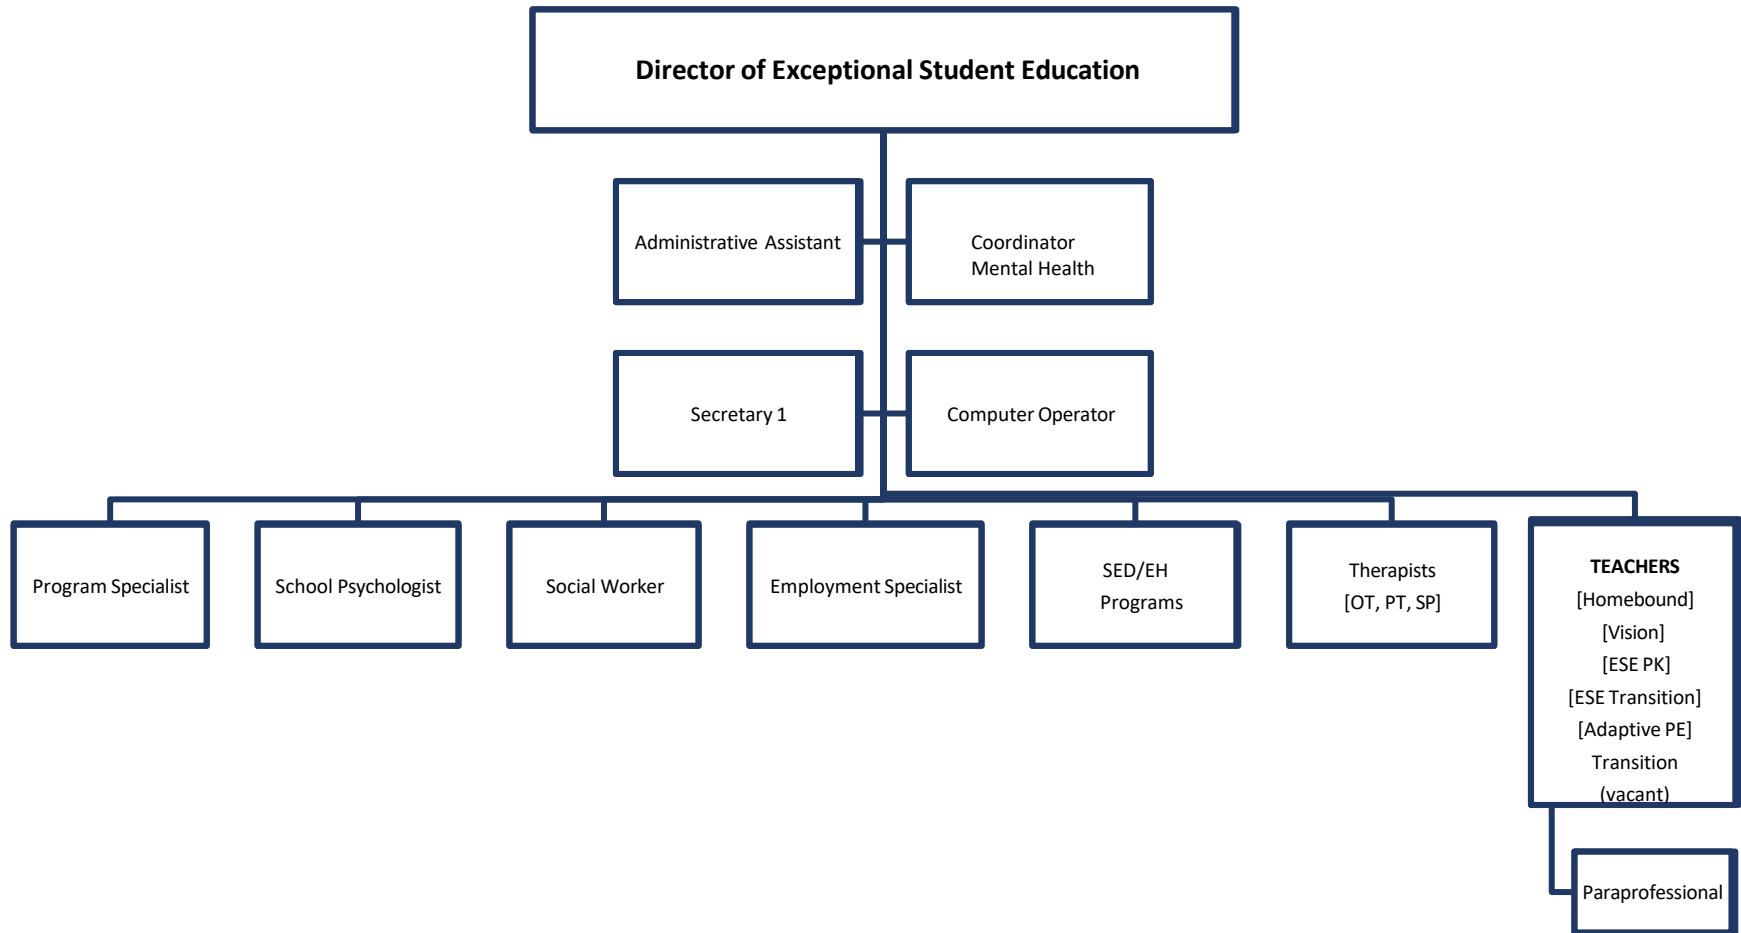 Director of Exceptional Student Education
Administrative Assistant
Coordinator
Mental Health
Secretary 1
Computer Operator
Program Specialist
School Psychologist
Social Worker
Employment Specialist
SED/EH
Programs
Therapists
[OT, PT, SP]
TEACHERS
[Homebound]
[Vision]
[ESE PK]
[ESE Transition]
[Adaptive PE]
Transition
(vacant)
Paraprofessional